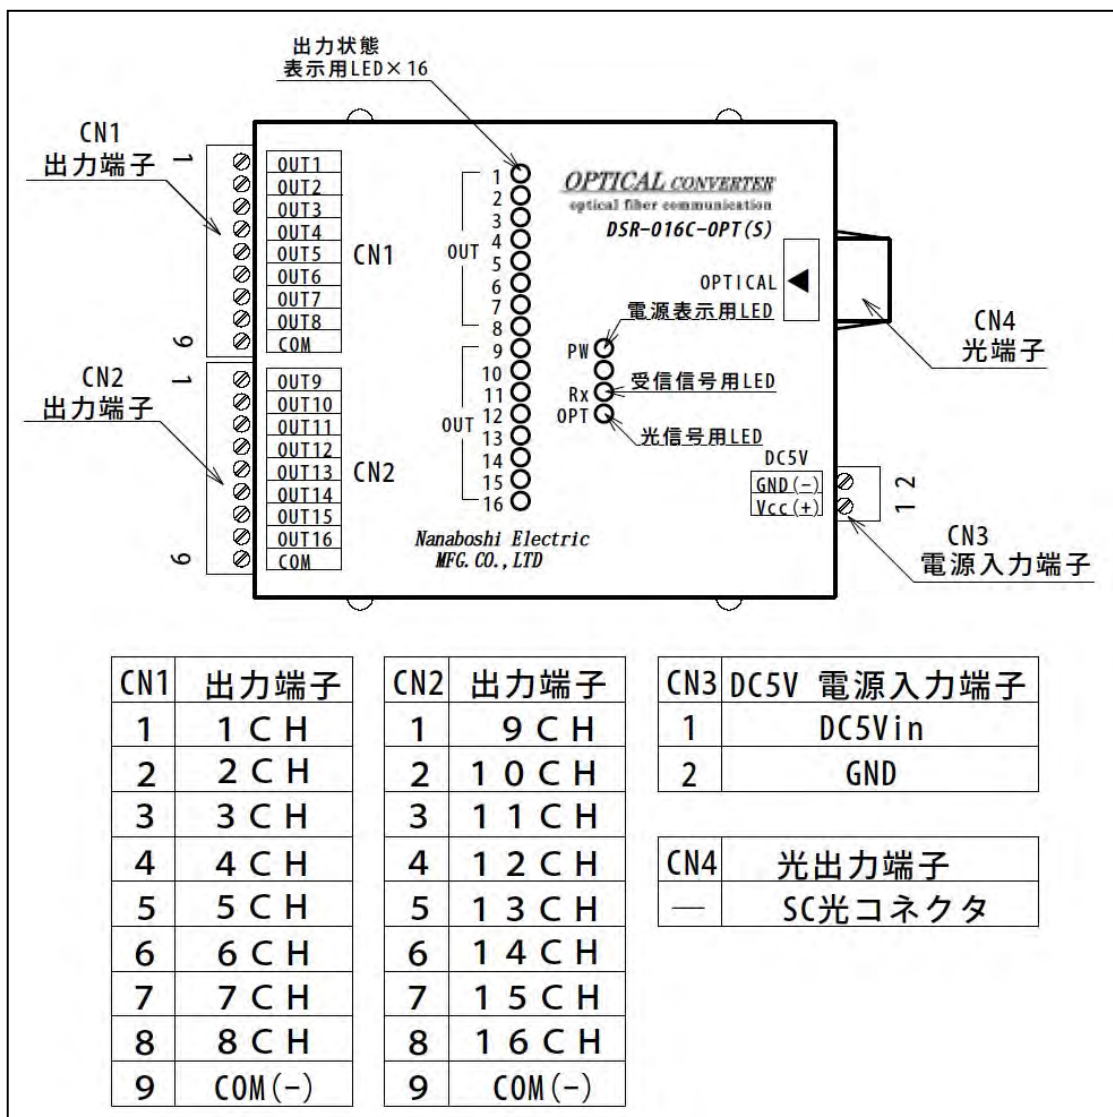 出力状態
表示用LED×16
CN1
出力端子
1
9
CN2
出力端子
1
9
OUT1
OUT2
OUT3
OUT4
OUT5
OUT6
OUT7
OUT8
COM
CN1
OUT9
OUT10
OUT11
OUT12
OUT13
OUT14
OUT15
OUT16
COM
CN2
OUT
1
2
3
4
5
6
7
8
OUT
9
10
11
12
13
14
15
16
OPTICAL CONVERTER
optical fiber communication
DSR-016C-OPT(S)
OPTICAL
電源表示用LED
PW
Rx 受信信号用LED
OPT
光信号用LED
CN4
光端子
DC5V
GND(-)
Vcc(+)
1 2
CN3
電源入力端子
Nanaboshi Electric
MFG.CO.,LTD
CN1 出力端子
1 1CH
2 2CH
3 3CH
4 4CH
5 5CH
6 6CH
7 7CH
8 8CH
9 COM(-)
CN2 出力端子
1 9CH
2 10CH
3 11CH
4 12CH
5 13CH
6 14CH
7 15CH
8 16CH
9 COM(-)
CN3 DC5V 電源入力端子
1 DC5Vin
2 GND
CN4 光出力端子
— SC光コネクタ